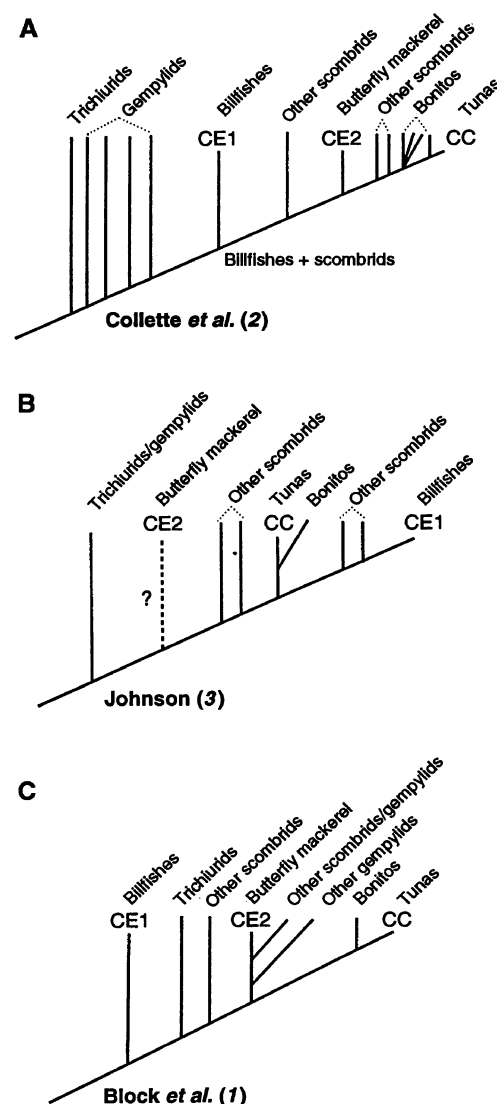 A
Trichiurids
Gempylids
Billfishes
Other scombrids
Butterfly mackerel
Other scombrids
Bonitos
Tunas
CE1
CE2
CC
Billfishes + scombrids
Collette et al. (2)
B
Trichiurids/gempylids
Butterfly mackerel
Other scombrids
Tunas
Bonitos
Other scombrids
Billfishes
CE2
CC
CE1
?
Johnson (3)
C
Billfishes
Trichiurids
Other scombrids
Butterfly mackerel
Other scombrids/gempylids
Other gempylids
Bonitos
Tunas
CE1
CE2
CC
Block et al. (1)